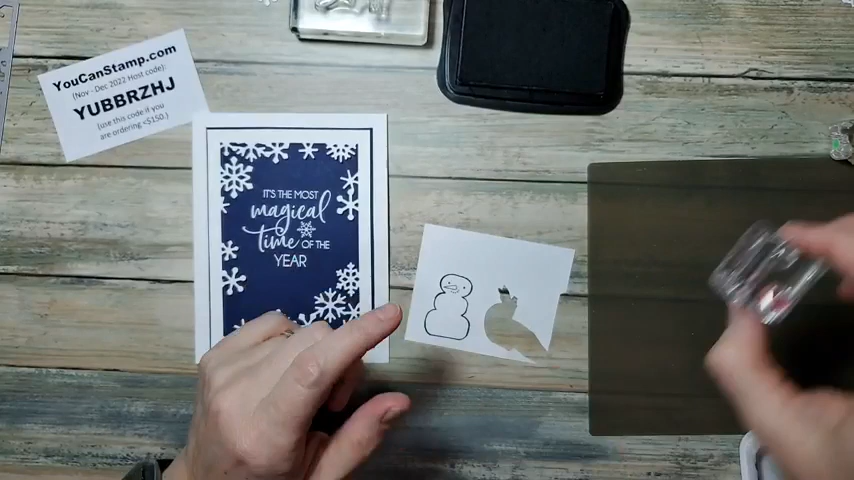 YouCanStamp.com
(Nov - Dec 2022 Host code):
YUBBRZHJ
(use this code if you
are ordering <$150.)
IT'S THE MOST
magical
time OF THE
YEAR